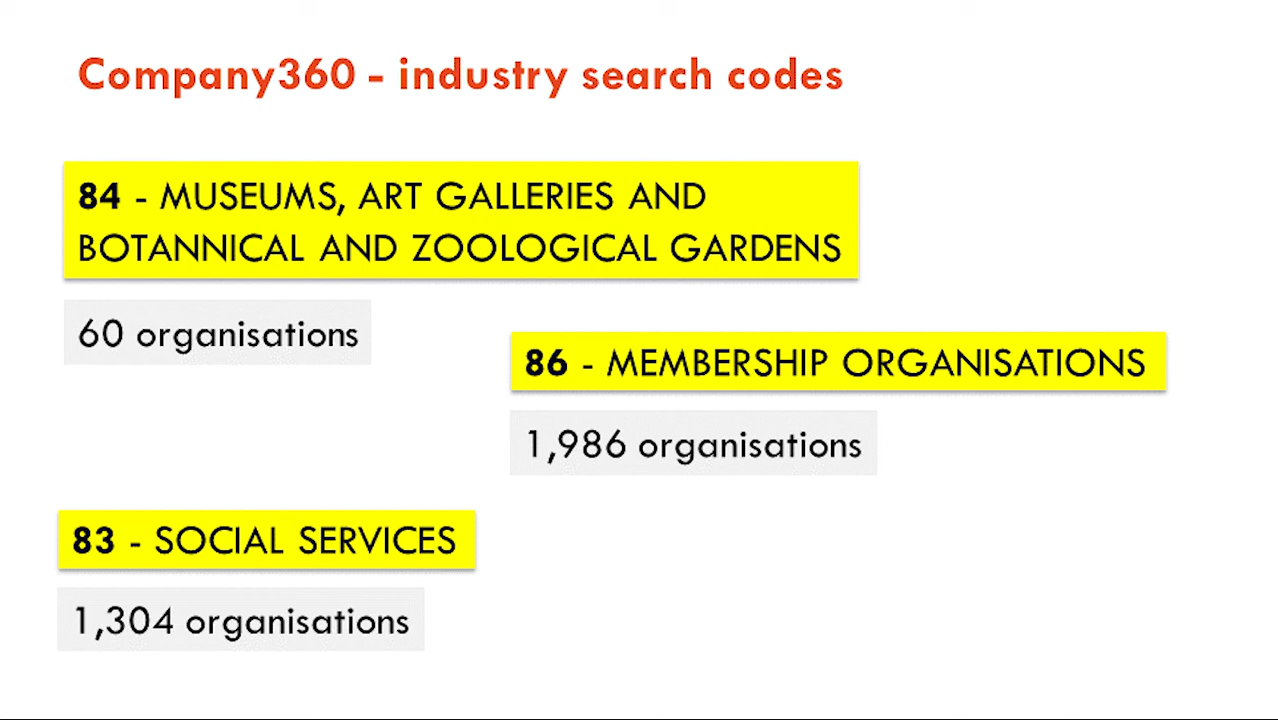 Company360 - industry search codes
84 - MUSEUMS, ART GALLERIES AND
BOTANNICAL AND ZOOLOGICAL GARDENS
60 organisations
86 - MEMBERSHIP ORGANISATIONS
1,986 organisations
83 - SOCIAL SERVICES
1,304 organisations